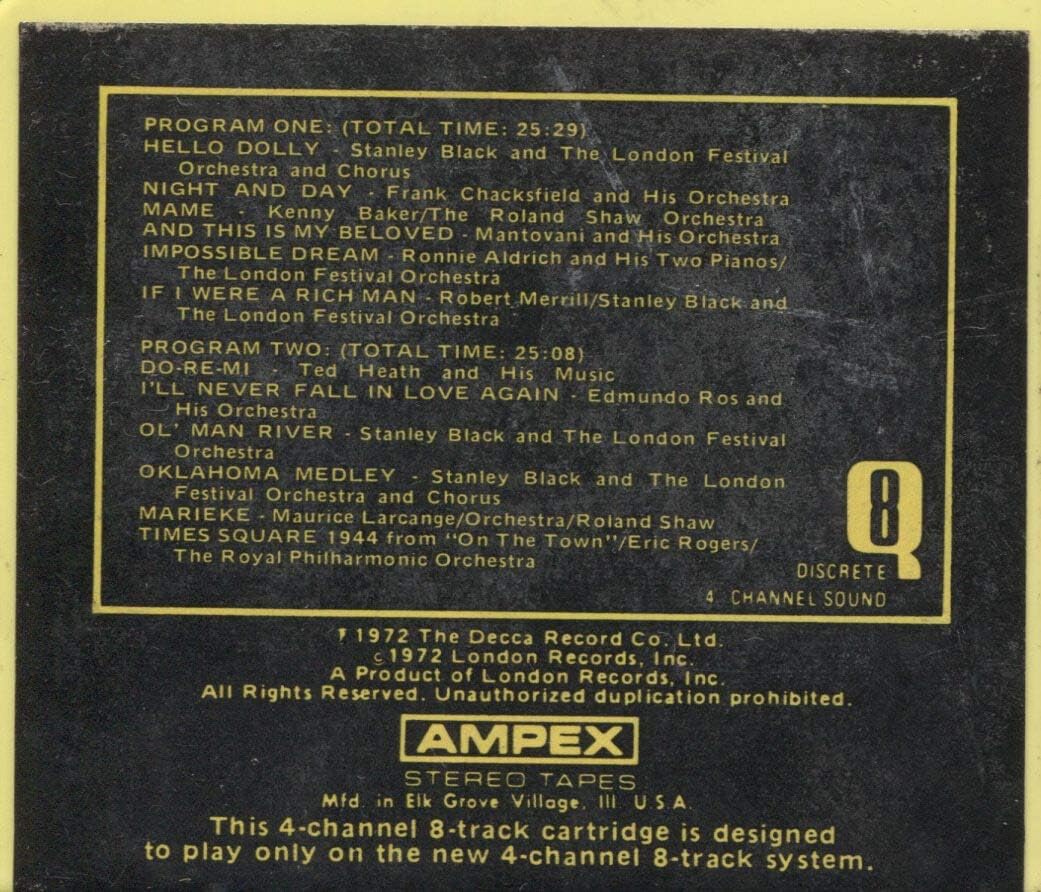 PROGRAM ONE: (TOTAL TIME: 25:29)
HELLO DOLLY - Stanley Black and The London Festival
Orchestra and Chorus
NIGHT AND DAY - Frank Chacksfield and His Orchestra
MAME - Kenny Baker/The Roland Shaw Orchestra
AND THIS IS MY BELOVED - Mantovani and His Orchestra
IMPOSSIBLE DREAM - Ronnie Aldrich and His Two Pianos/
The London Festival Orchestra
IF I WERE A RICH MAN - Robert Merrill/Stanley Black and
The London Festival Orchestra
PROGRAM TWO: (TOTAL TIME: 25:08)
DO-RE-MI - Ted Heath and His Music
I'LL NEVER FALL IN LOVE AGAIN - Edmundo Ros and
His Orchestra
OL' MAN RIVER - Stanley Black and The London Festival
Orchestra
OKLAHOMA MEDLEY - Stanley Black and The London
Festival Orchestra and Chorus
MARIEKE - Maurice Larcange/Orchestra/Roland Shaw
TIMES SQUARE 1944 from "On The Town"/Eric Rogers/
The Royal Philharmonic Orchestra
Q8
DISCRETE
4 CHANNEL SOUND
℗ 1972 The Decca Record Co. Ltd.
©1972 London Records, Inc.
A Product of London Records, Inc.
All Rights Reserved. Unauthorized duplication prohibited.
AMPEX
STEREO TAPES
Mfd. in Elk Grove Village, Ill. U.S.A.
This 4-channel 8-track cartridge is designed
to play only on the new 4-channel 8-track system.